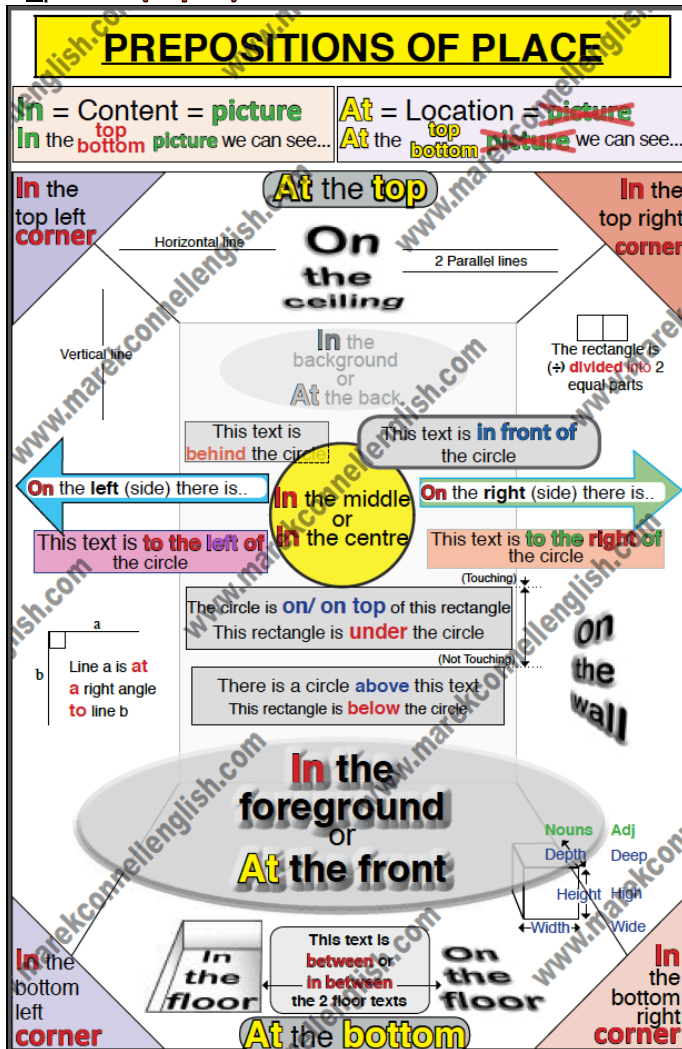 PREPOSITIONS OF PLACE
In = Content = picture
In the top bottom picture we can see...
At = Location = picture
At the top bottom picture we can see...
In the
top left
corner
At the top
In the
top right
corner
Horizontal line
On
the
ceiling
2 Parallel lines
Vertical line
In the
background
or
At the back
The rectangle is
(÷) divided into 2
equal parts
This text is
behind the circle
This text is in front of
the circle
On the left (side) there is..
In the middle
or
In the centre
On the right (side) there is..
This text is to the left of
the circle
This text is to the right of
the circle
(Touching)
The circle is on/ on top of this rectangle
This rectangle is under the circle
(Not Touching)
There is a circle above this text
This rectangle is below the circle
a
b
Line a is at
a right angle
to line b
on
the
wall
In the
foreground
or
At the front
Nouns Adj
Depth Deep
Height High
Width Wide
In the
bottom
left
corner
In
the
floor
This text is
between or
in between
the 2 floor texts
On
the
floor
At the bottom
In
the
bottom
right
corner
www.marekconnellenglish.com